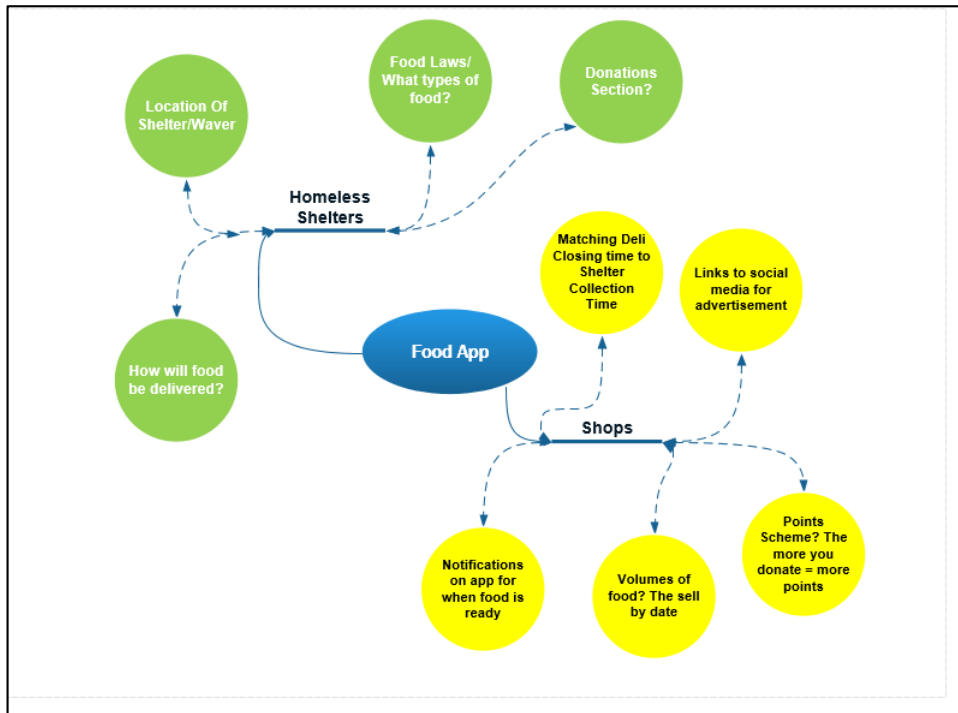 Food Laws/
What types of
food?
Donations
Section?
Location Of
Shelter/Waver
Homeless
Shelters
Matching Deli
Closing time to
Shelter
Collection
Time
Links to social
media for
advertisement
How will food
be delivered?
Food App
Shops
Notifications
on app for
when food is
ready
Volumes of
food? The sell
by date
Points
Scheme? The
more you
donate = more
points